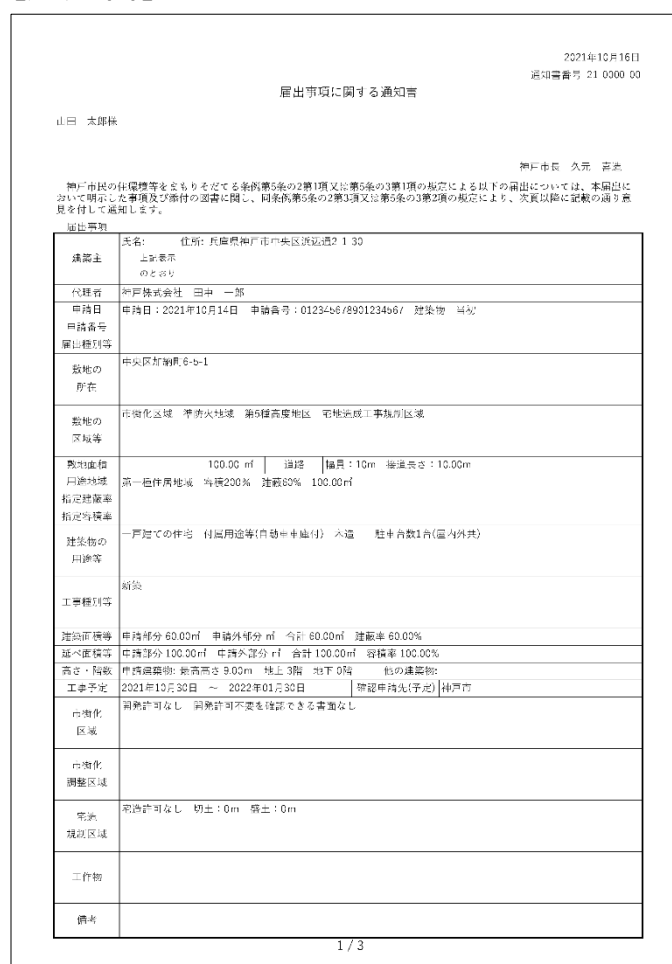 2021年10月16日
通知書番号 21-0000-00
届出事項に関する通知書
山田 太郎様
神戸市長 久元 喜造
神戸市民の住環境等をまもりそだてる条例第5条の2第1項又は第5条の3第1項の規定による以下の届出については、本届出に
おいて明示した事項及び添付の図書に関し、同条例第5条の2第3項又は第5条の3第2項の規定により、次頁以降に記載の通り意
見を付して通知します。
届出事項
建築主 氏名: 住所: 兵庫県神戸市中央区浜辺通2-1-30
上記表示
のとおり
代理者 神戸株式会社 田中 一郎
申請日 申請日:2021年10月14日 申請番号:012345678901234567 建築物 当初
申請番号
届出種別等
敷地の 中央区加納町6-5-1
所在
敷地の 市街化区域 準防火地域 第5種高度地区 宅地造成工事規制区域
区域等
敷地面積 100.00 ㎡ 道路 幅員:10m 接道長さ:10.00m
用途地域 第一種住居地域 容積200% 建蔽60% 100.00㎡
指定建蔽率
指定容積率
建築物の 一戸建ての住宅 付属用途等(自動車車庫付) 木造 駐車台数1台(屋内外共)
用途等
工事種別等 新築
建築面積等 申請部分 60.00㎡ 申請外部分 ㎡ 合計 60.00㎡ 建蔽率 60.00%
延べ面積等 申請部分 100.00㎡ 申請外部分 ㎡ 合計 100.00㎡ 容積率 100.00%
高さ・階数 申請建築物: 最高高さ 9.00m 地上 3階 地下 0階 他の建築物:
工事予定 2021年10月30日 ~ 2022年01月30日 確認申請先(予定) 神戸市
市街化 開発許可なし 開発許可不要を確認できる書面なし
区域
市街化
調整区域
宅造 宅造許可なし 切土:0m 盛土:0m
規制区域
工作物
備考
1 / 3